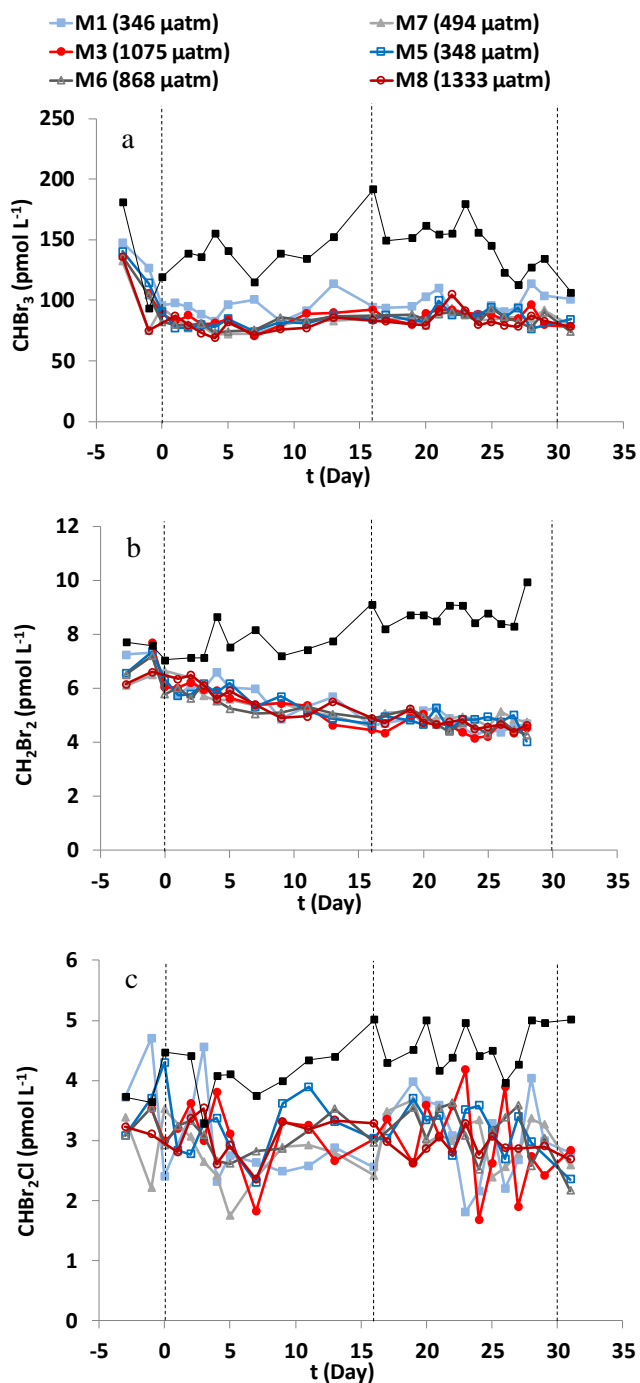 M1 (346 µatm) M7 (494 µatm)
M3 (1075 µatm) M5 (348 µatm)
M6 (868 µatm) M8 (1333 µatm)
a
CHBr₃ (pmol L⁻¹)
250
200
150
100
50
0
-5 0 5 10 15 20 25 30 35
t (Day)
b
CH₂Br₂ (pmol L⁻¹)
12
10
8
6
4
2
0
-5 0 5 10 15 20 25 30 35
t (Day)
c
CHBr₂Cl (pmol L⁻¹)
6
5
4
3
2
1
0
-5 0 5 10 15 20 25 30 35
t (Day)